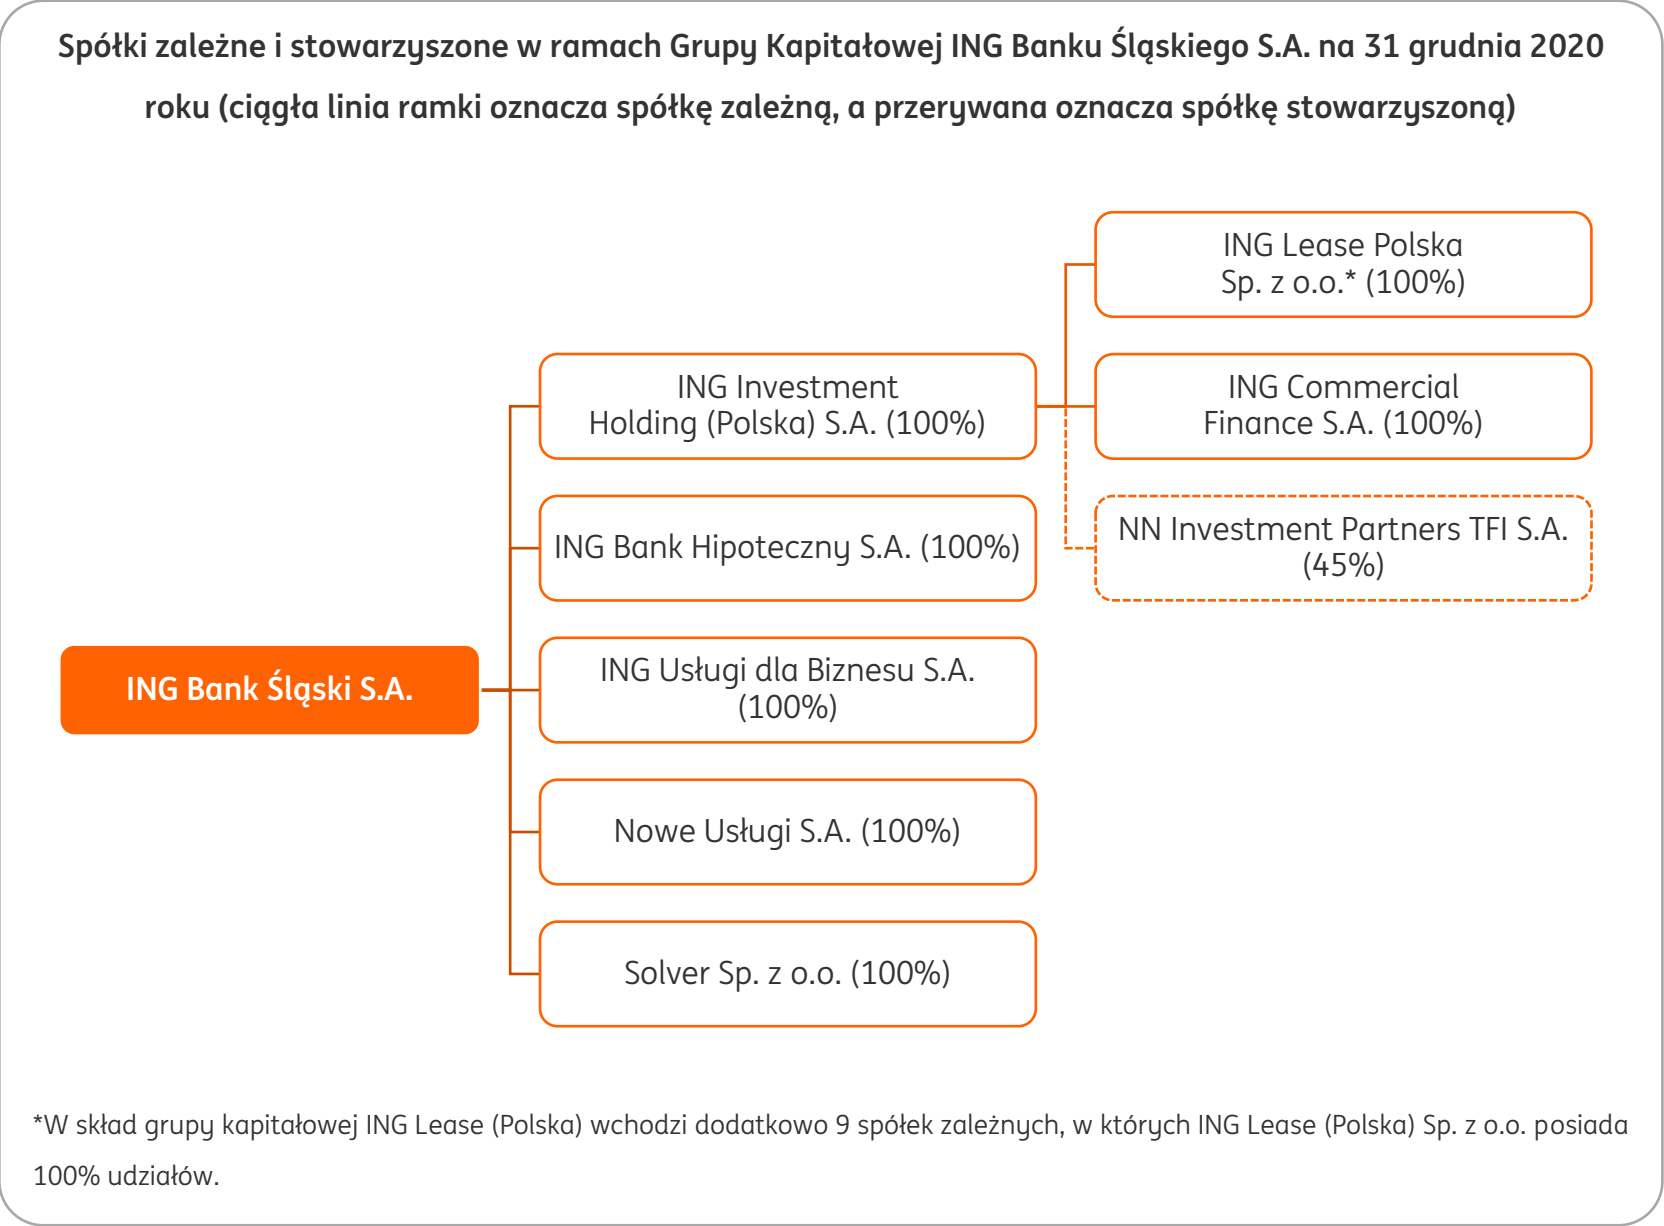 Spółki zależne i stowarzyszone w ramach Grupy Kapitałowej ING Banku Śląskiego S.A. na 31 grudnia 2020
roku (ciągła linia ramki oznacza spółkę zależną, a przerywana oznacza spółkę stowarzyszoną)
ING Lease Polska
Sp. z o.o.* (100%)
ING Investment
Holding (Polska) S.A. (100%)
ING Commercial
Finance S.A. (100%)
ING Bank Hipoteczny S.A. (100%)
NN Investment Partners TFI S.A.
(45%)
ING Bank Śląski S.A.
ING Usługi dla Biznesu S.A.
(100%)
Nowe Usługi S.A. (100%)
Solver Sp. z o.o. (100%)
*W skład grupy kapitałowej ING Lease (Polska) wchodzi dodatkowo 9 spółek zależnych, w których ING Lease (Polska) Sp. z o.o. posiada
100% udziałów.